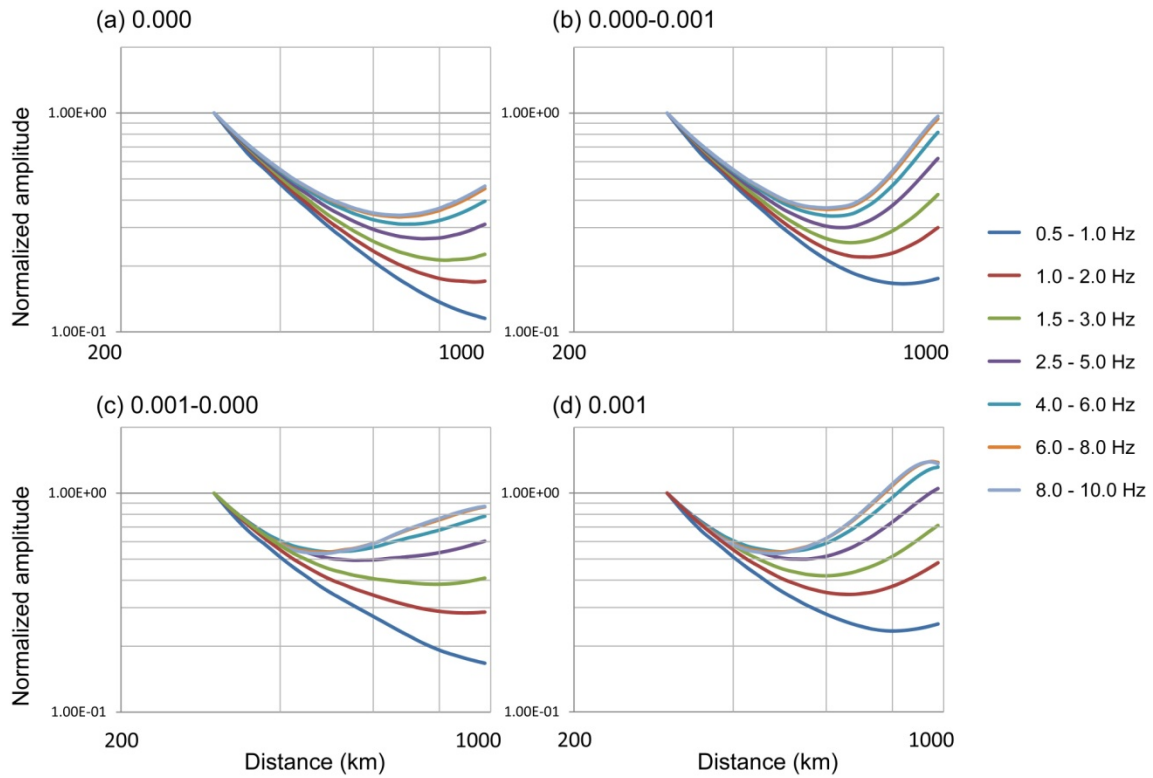 (a) 0.000
(b) 0.000-0.001
Normalized amplitude
1.00E+00
1.00E-01
200
1000
1.00E+00
1.00E-01
200
1000
(c) 0.001-0.000
(d) 0.001
Normalized amplitude
1.00E+00
1.00E-01
200
1000
Distance (km)
1.00E+00
1.00E-01
200
1000
Distance (km)
0.5 - 1.0 Hz
1.0 - 2.0 Hz
1.5 - 3.0 Hz
2.5 - 5.0 Hz
4.0 - 6.0 Hz
6.0 - 8.0 Hz
8.0 - 10.0 Hz